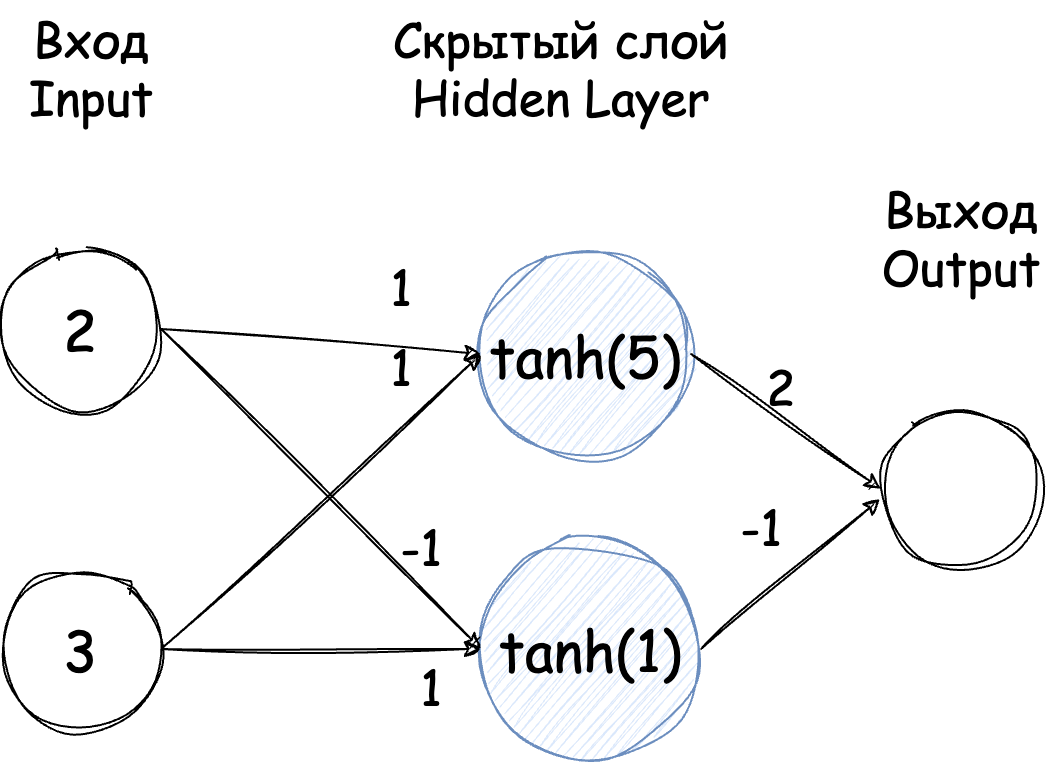 Вход
Input
Скрытый слой
Hidden Layer
Выход
Output
2
3
1
1
-1
1
tanh(5)
tanh(1)
2
-1